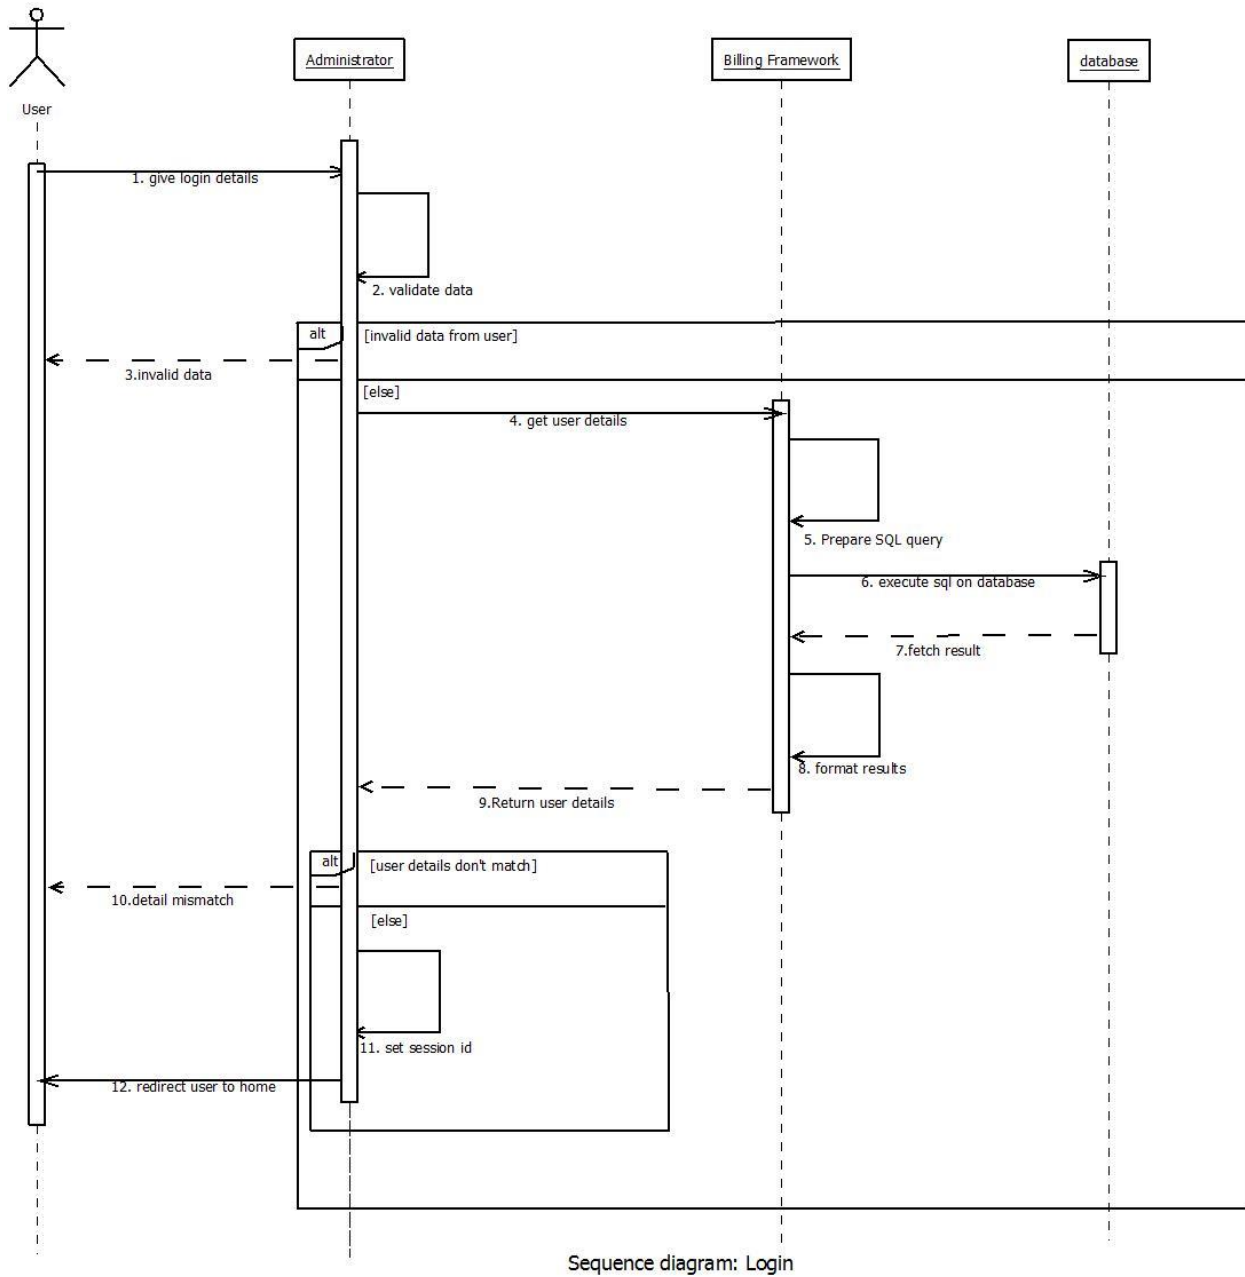 User
Administrator
Billing Framework
database
1. give login details
2. validate data
alt
[invalid data from user]
3.invalid data
[else]
4. get user details
5. Prepare SQL query
6. execute sql on database
7.fetch result
8. format results
9.Return user details
alt
[user details don't match]
10.detail mismatch
[else]
11. set session id
12. redirect user to home
Sequence diagram: Login